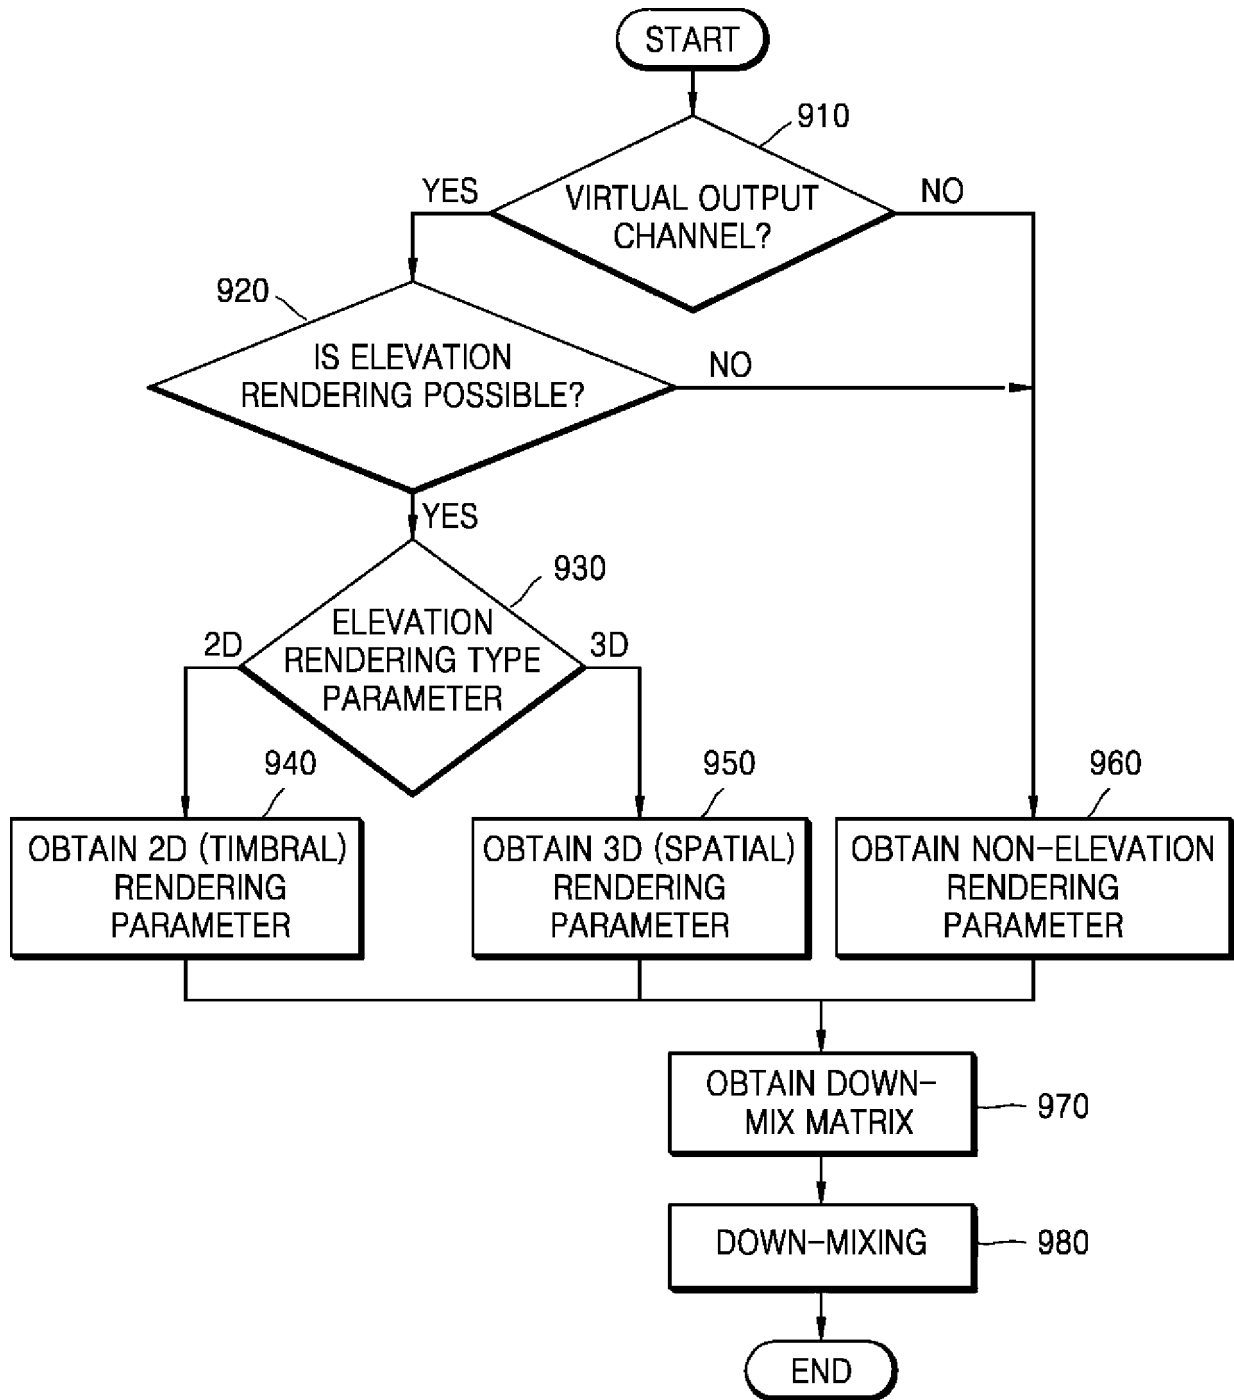 START
910
YES
VIRTUAL OUTPUT
CHANNEL?
NO
920
IS ELEVATION
RENDERING POSSIBLE?
NO
YES
930
2D
ELEVATION
RENDERING TYPE
PARAMETER
3D
940
OBTAIN 2D (TIMBRAL)
RENDERING
PARAMETER
950
OBTAIN 3D (SPATIAL)
RENDERING
PARAMETER
960
OBTAIN NON-ELEVATION
RENDERING
PARAMETER
OBTAIN DOWN-
MIX MATRIX
970
DOWN-MIXING
980
END